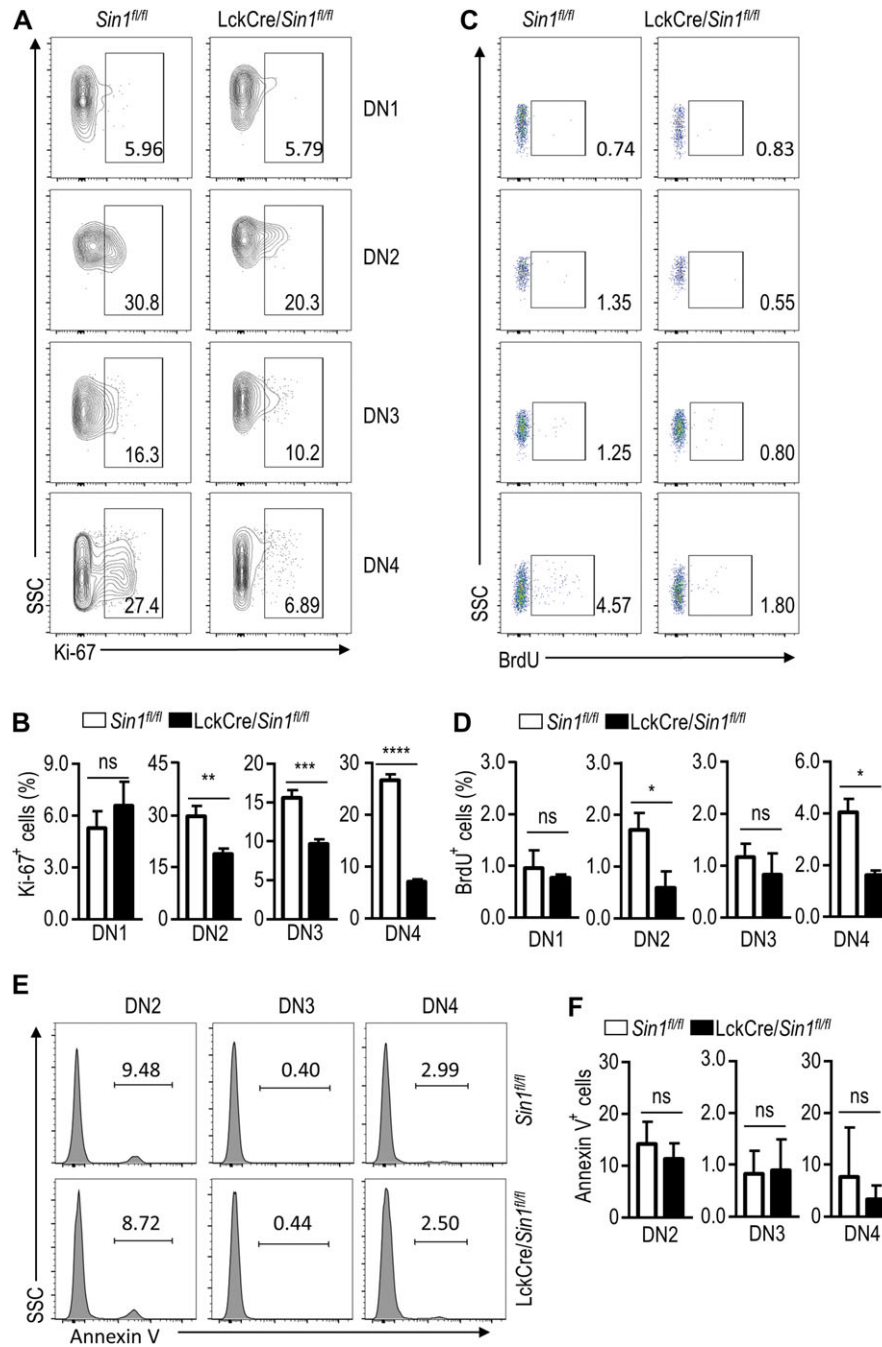 A
Sin1fl/fl
LckCre/Sin1fl/fl
5.96
5.79
DN1
30.8
20.3
DN2
16.3
10.2
DN3
27.4
6.89
DN4
SSC
Ki-67
C
Sin1fl/fl
LckCre/Sin1fl/fl
0.74
0.83
1.35
0.55
1.25
0.80
4.57
1.80
SSC
BrdU
B
Sin1fl/fl
LckCre/Sin1fl/fl
Ki-67+ cells (%)
9.0
6.0
3.0
0.0
ns
DN1
45
30
15
0
**
DN2
20
15
10
5
0
***
DN3
30
20
10
0
****
DN4
D
Sin1fl/fl
LckCre/Sin1fl/fl
BrdU+ cells (%)
3.0
2.0
1.0
0.0
ns
DN1
3.0
2.0
1.0
0.0
*
DN2
3.0
2.0
1.0
0.0
ns
DN3
6.0
4.0
2.0
0.0
*
DN4
E
DN2
DN3
DN4
9.48
0.40
2.99
Sin1fl/fl
8.72
0.44
2.50
LckCre/Sin1fl/fl
SSC
Annexin V
F
Sin1fl/fl
LckCre/Sin1fl/fl
Annexin V+ cells
30
20
10
0
ns
DN2
3.0
2.0
1.0
0.0
ns
DN3
30
20
10
0
ns
DN4